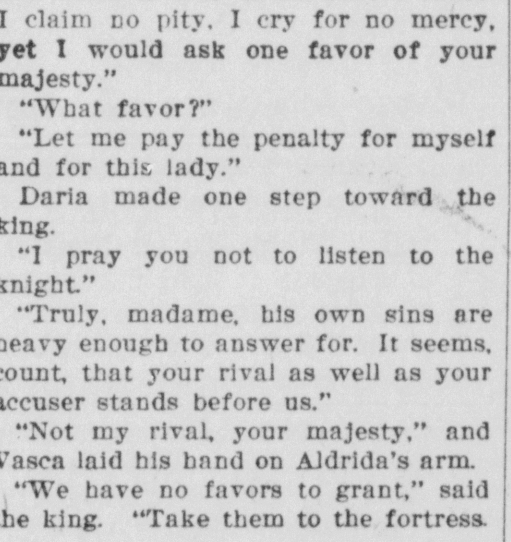 I claim no pity. I cry for no mercy,
yet I would ask one favor of your
majesty."
"What favor?"
"Let me pay the penalty for myself
and for this lady."
Daria made one step toward the
king.
"I pray you not to listen to the
knight."
"Truly, madame, his own sins are
heavy enough to answer for. It seems,
count, that your rival as well as your
accuser stands before us."
"Not my rival, your majesty," and
Vasca laid his hand on Aldrida's arm.
"We have no favors to grant," said
the king. "Take them to the fortress.